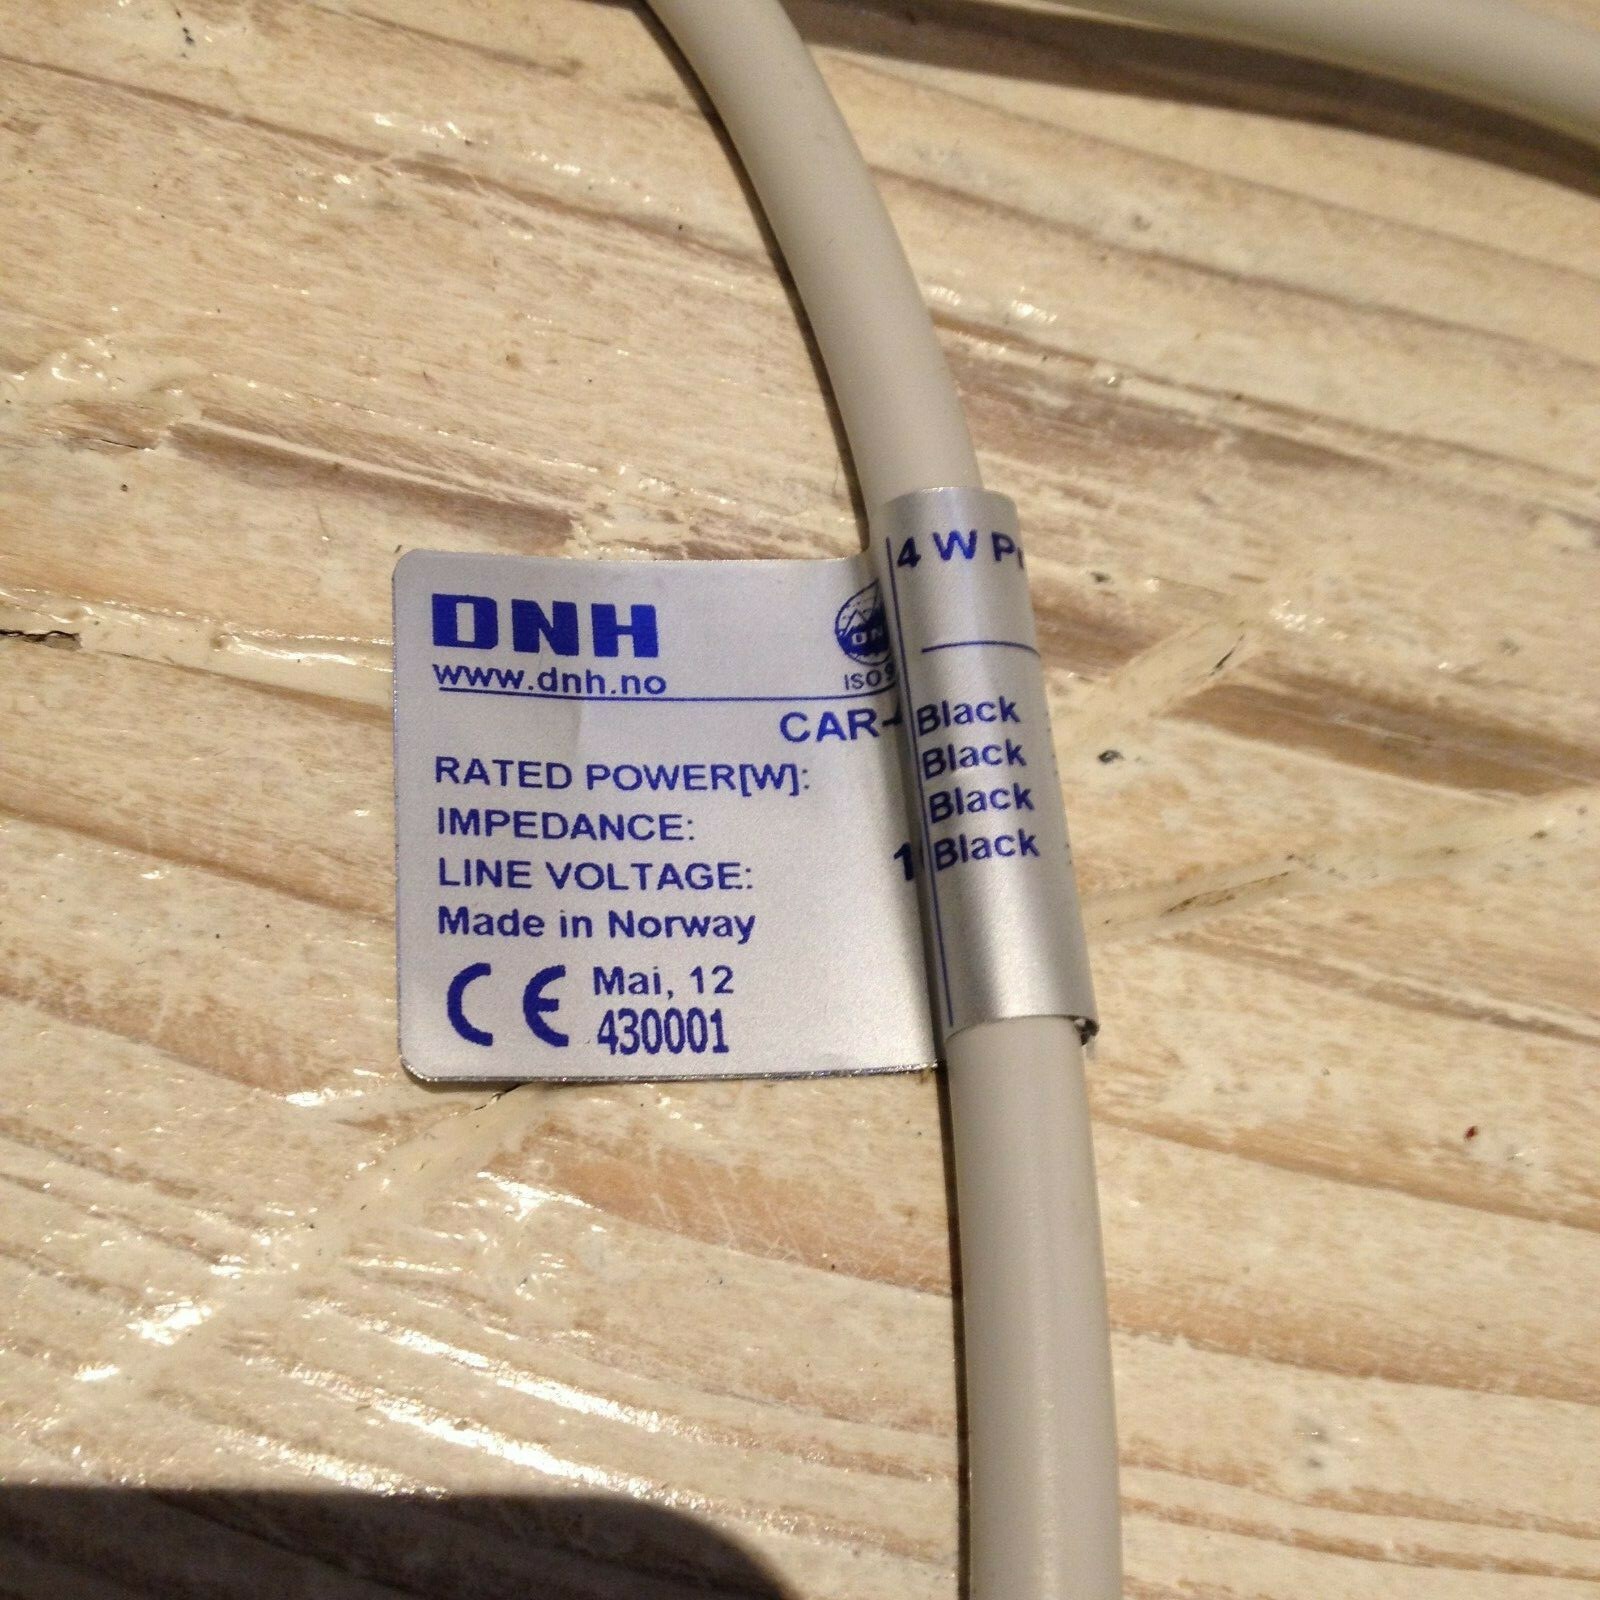 DNH
www.dnh.no
ISO
CAR-
RATED POWER[W]:
IMPEDANCE:
LINE VOLTAGE:
Made in Norway
CE Mai, 12
430001
4 W
Black
Black
Black
Black